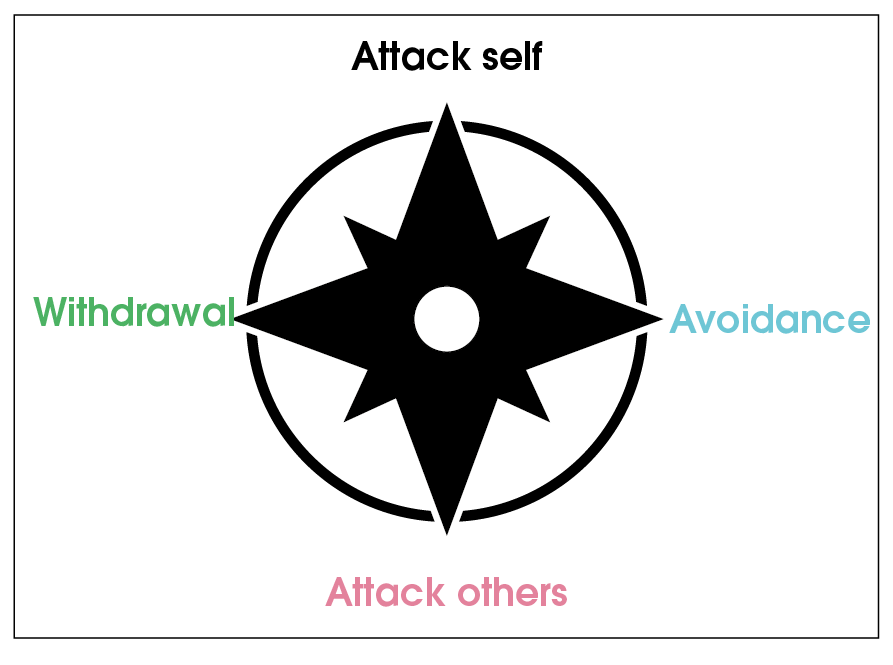 Attack self
Withdrawal
Avoidance
Attack others